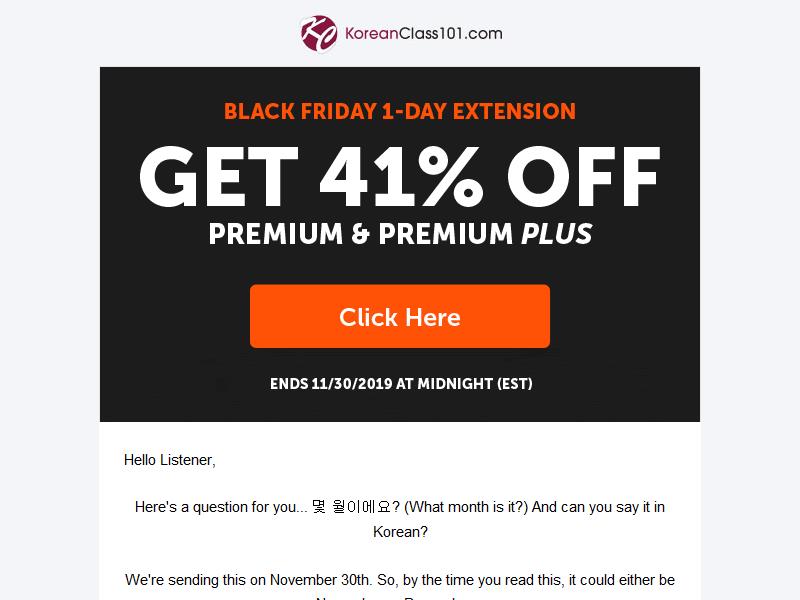 KoreanClass101.com
BLACK FRIDAY 1-DAY EXTENSION
GET 41% OFF
PREMIUM & PREMIUM PLUS
Click Here
ENDS 11/30/2019 AT MIDNIGHT (EST)
Hello Listener,
Here's a question for you... 몇 월이에요? (What month is it?) And can you say it in
Korean?
We're sending this on November 30th. So, by the time you read this, it could either be